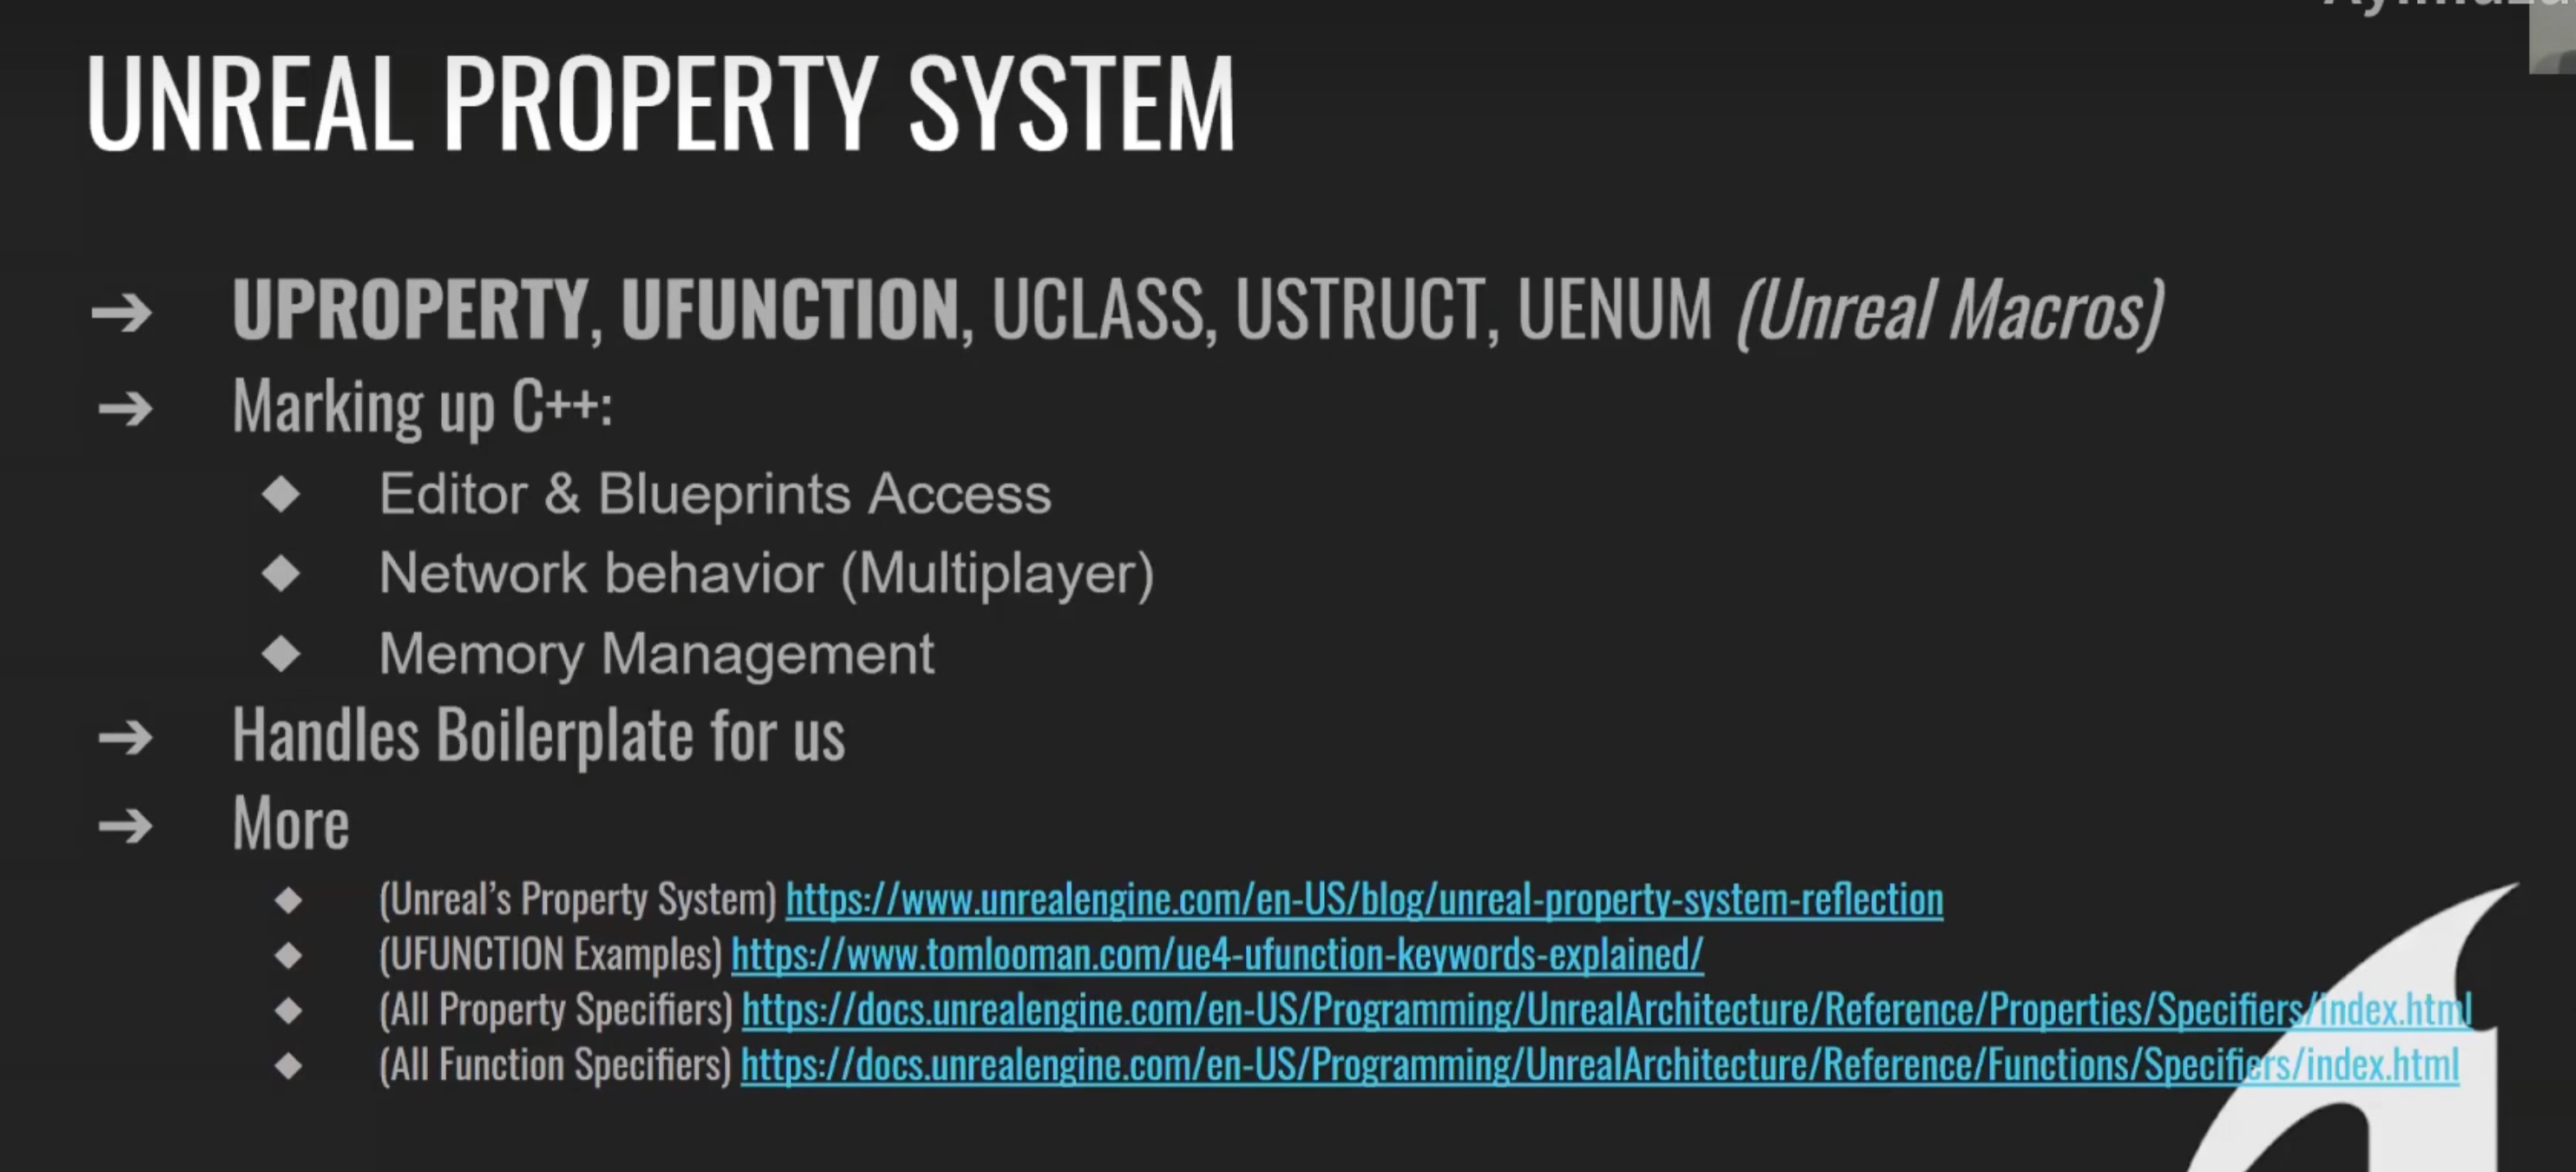 UNREAL PROPERTY SYSTEM
➔ UPROPERTY, UFUNCTION, UCLASS, USTRUCT, UENUM (Unreal Macros)
➔ Marking up C++:
◆ Editor & Blueprints Access
◆ Network behavior (Multiplayer)
◆ Memory Management
➔ Handles Boilerplate for us
➔ More
◆ (Unreal’s Property System) https://www.unrealengine.com/en-US/blog/unreal-property-system-reflection
◆ (UFUNCTION Examples) https://www.tomlooman.com/ue4-ufunction-keywords-explained/
◆ (All Property Specifiers) https://docs.unrealengine.com/en-US/Programming/UnrealArchitecture/Reference/Properties/Specifiers/index.html
◆ (All Function Specifiers) https://docs.unrealengine.com/en-US/Programming/UnrealArchitecture/Reference/Functions/Specifiers/index.html